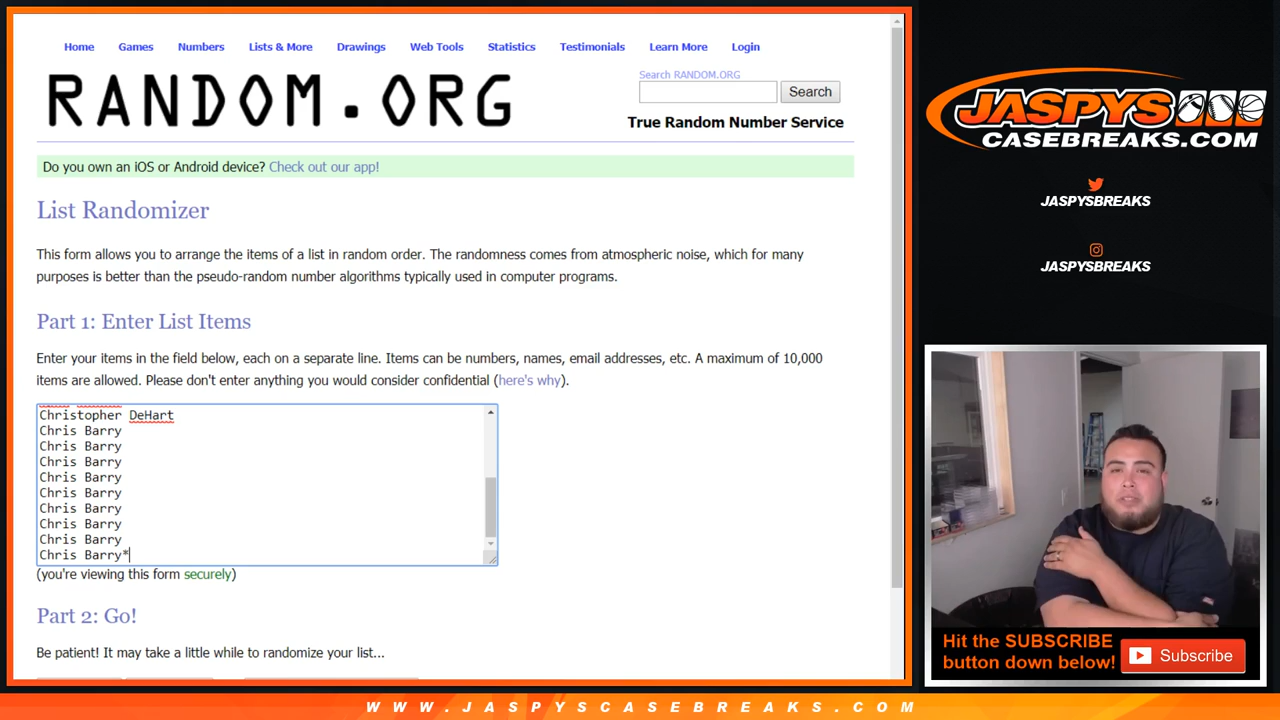 Home Games Numbers Lists & More Drawings Web Tools Statistics Testimonials Learn More Login
RANDOM.ORG
Search RANDOM.ORG
Search
True Random Number Service
Do you own an iOS or Android device? Check out our app!
List Randomizer
This form allows you to arrange the items of a list in random order. The randomness comes from atmospheric noise, which for many
purposes is better than the pseudo-random number algorithms typically used in computer programs.
Part 1: Enter List Items
Enter your items in the field below, each on a separate line. Items can be numbers, names, email addresses, etc. A maximum of 10,000
items are allowed. Please don't enter anything you would consider confidential (here's why).
Christopher DeHart
Chris Barry
Chris Barry
Chris Barry
Chris Barry
Chris Barry
Chris Barry
Chris Barry
Chris Barry
Chris Barry*
(you're viewing this form securely)
Part 2: Go!
Be patient! It may take a little while to randomize your list...
JASPYS
CASEBREAKS.COM
JASPYSBREAKS
JASPYSBREAKS
Hit the SUBSCRIBE
button down below!
Subscribe
WWW.JASPYSCASEBREAKS.COM